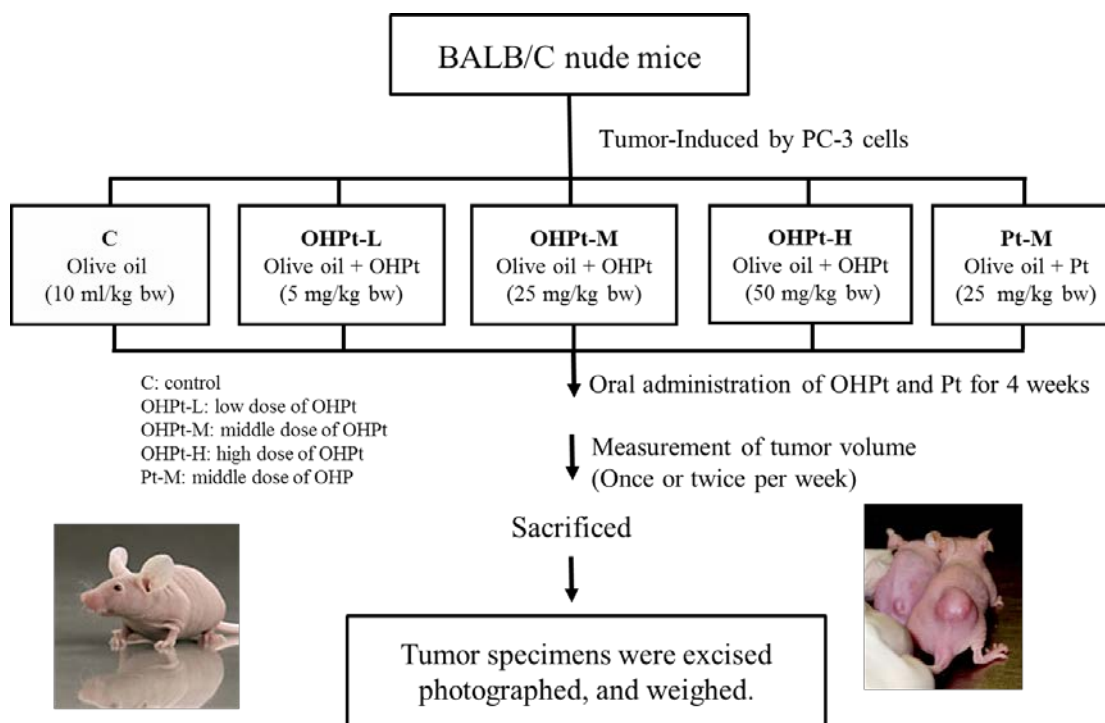 BALB/C nude mice
Tumor-Induced by PC-3 cells
C
Olive oil
(10 ml/kg bw)
OHPt-L
Olive oil + OHPt
(5 mg/kg bw)
OHPt-M
Olive oil + OHPt
(25 mg/kg bw)
OHPt-H
Olive oil + OHPt
(50 mg/kg bw)
Pt-M
Olive oil + Pt
(25 mg/kg bw)
Oral administration of OHPt and Pt for 4 weeks
C: control
OHPt-L: low dose of OHPt
OHPt-M: middle dose of OHPt
OHPt-H: high dose of OHPt
Pt-M: middle dose of OHP
Measurement of tumor volume
(Once or twice per week)
Sacrificed
Tumor specimens were excised
photographed, and weighed.